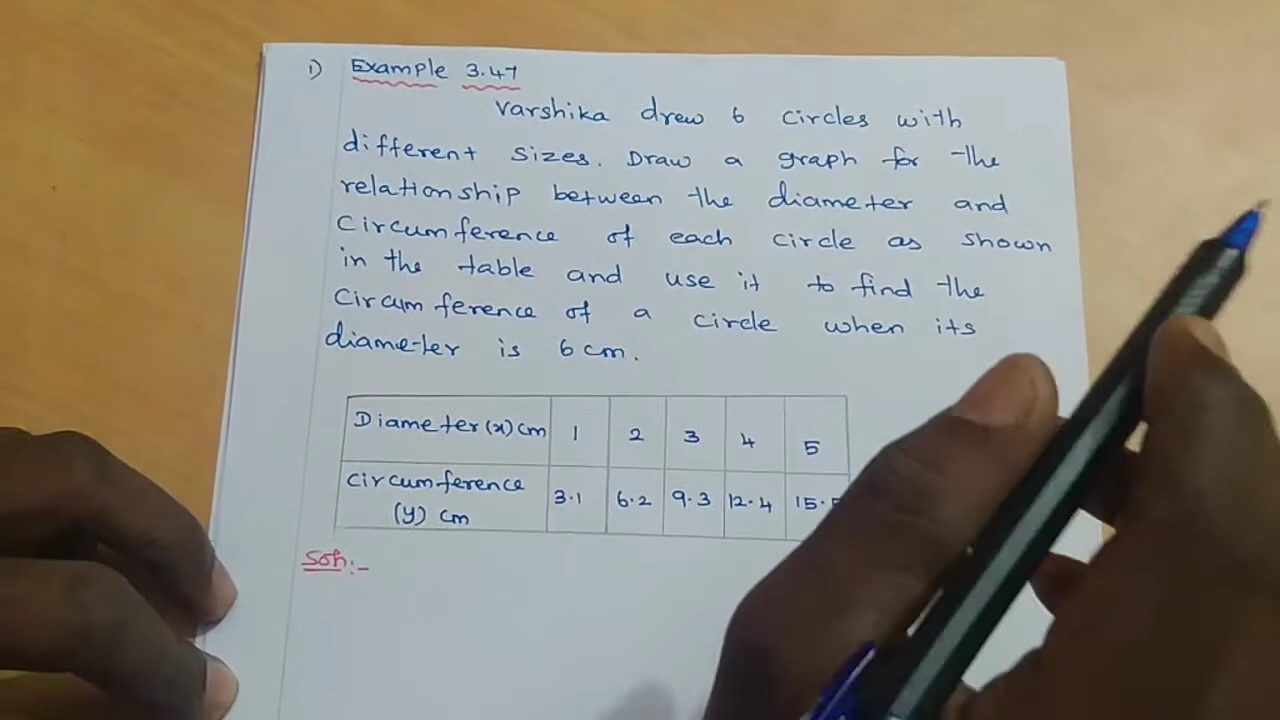 1) Example 3.47
Varshika drew 6 circles with
different sizes. Draw a graph for the
relationship between the diameter and
Circumference of each circle as shown
in the table and use it to find the
Circumference of a circle when its
diameter is 6cm.
Diameter (x) cm 1 2 3 4 5
Circumference (y) cm 3.1 6.2 9.3 12.4
Soln:-